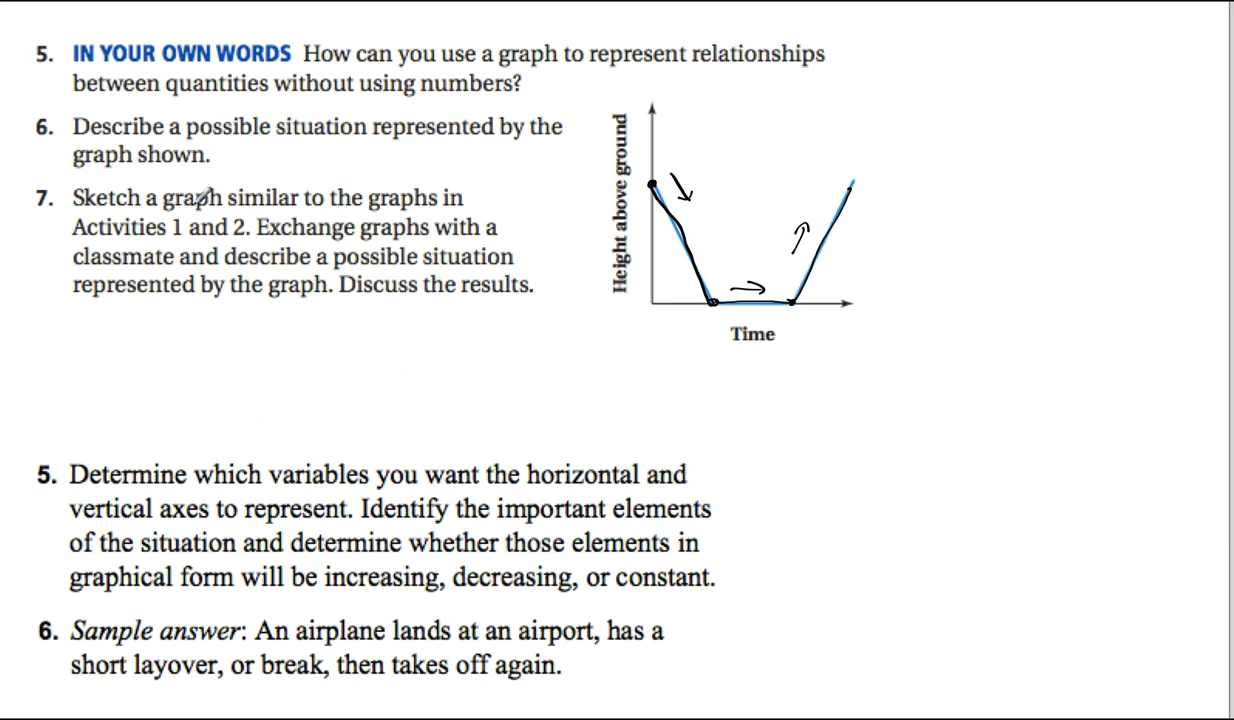 5. IN YOUR OWN WORDS How can you use a graph to represent relationships
between quantities without using numbers?
6. Describe a possible situation represented by the
graph shown.
7. Sketch a graph similar to the graphs in
Activities 1 and 2. Exchange graphs with a
classmate and describe a possible situation
represented by the graph. Discuss the results.
Height above ground
Time
5. Determine which variables you want the horizontal and
vertical axes to represent. Identify the important elements
of the situation and determine whether those elements in
graphical form will be increasing, decreasing, or constant.
6. Sample answer: An airplane lands at an airport, has a
short layover, or break, then takes off again.